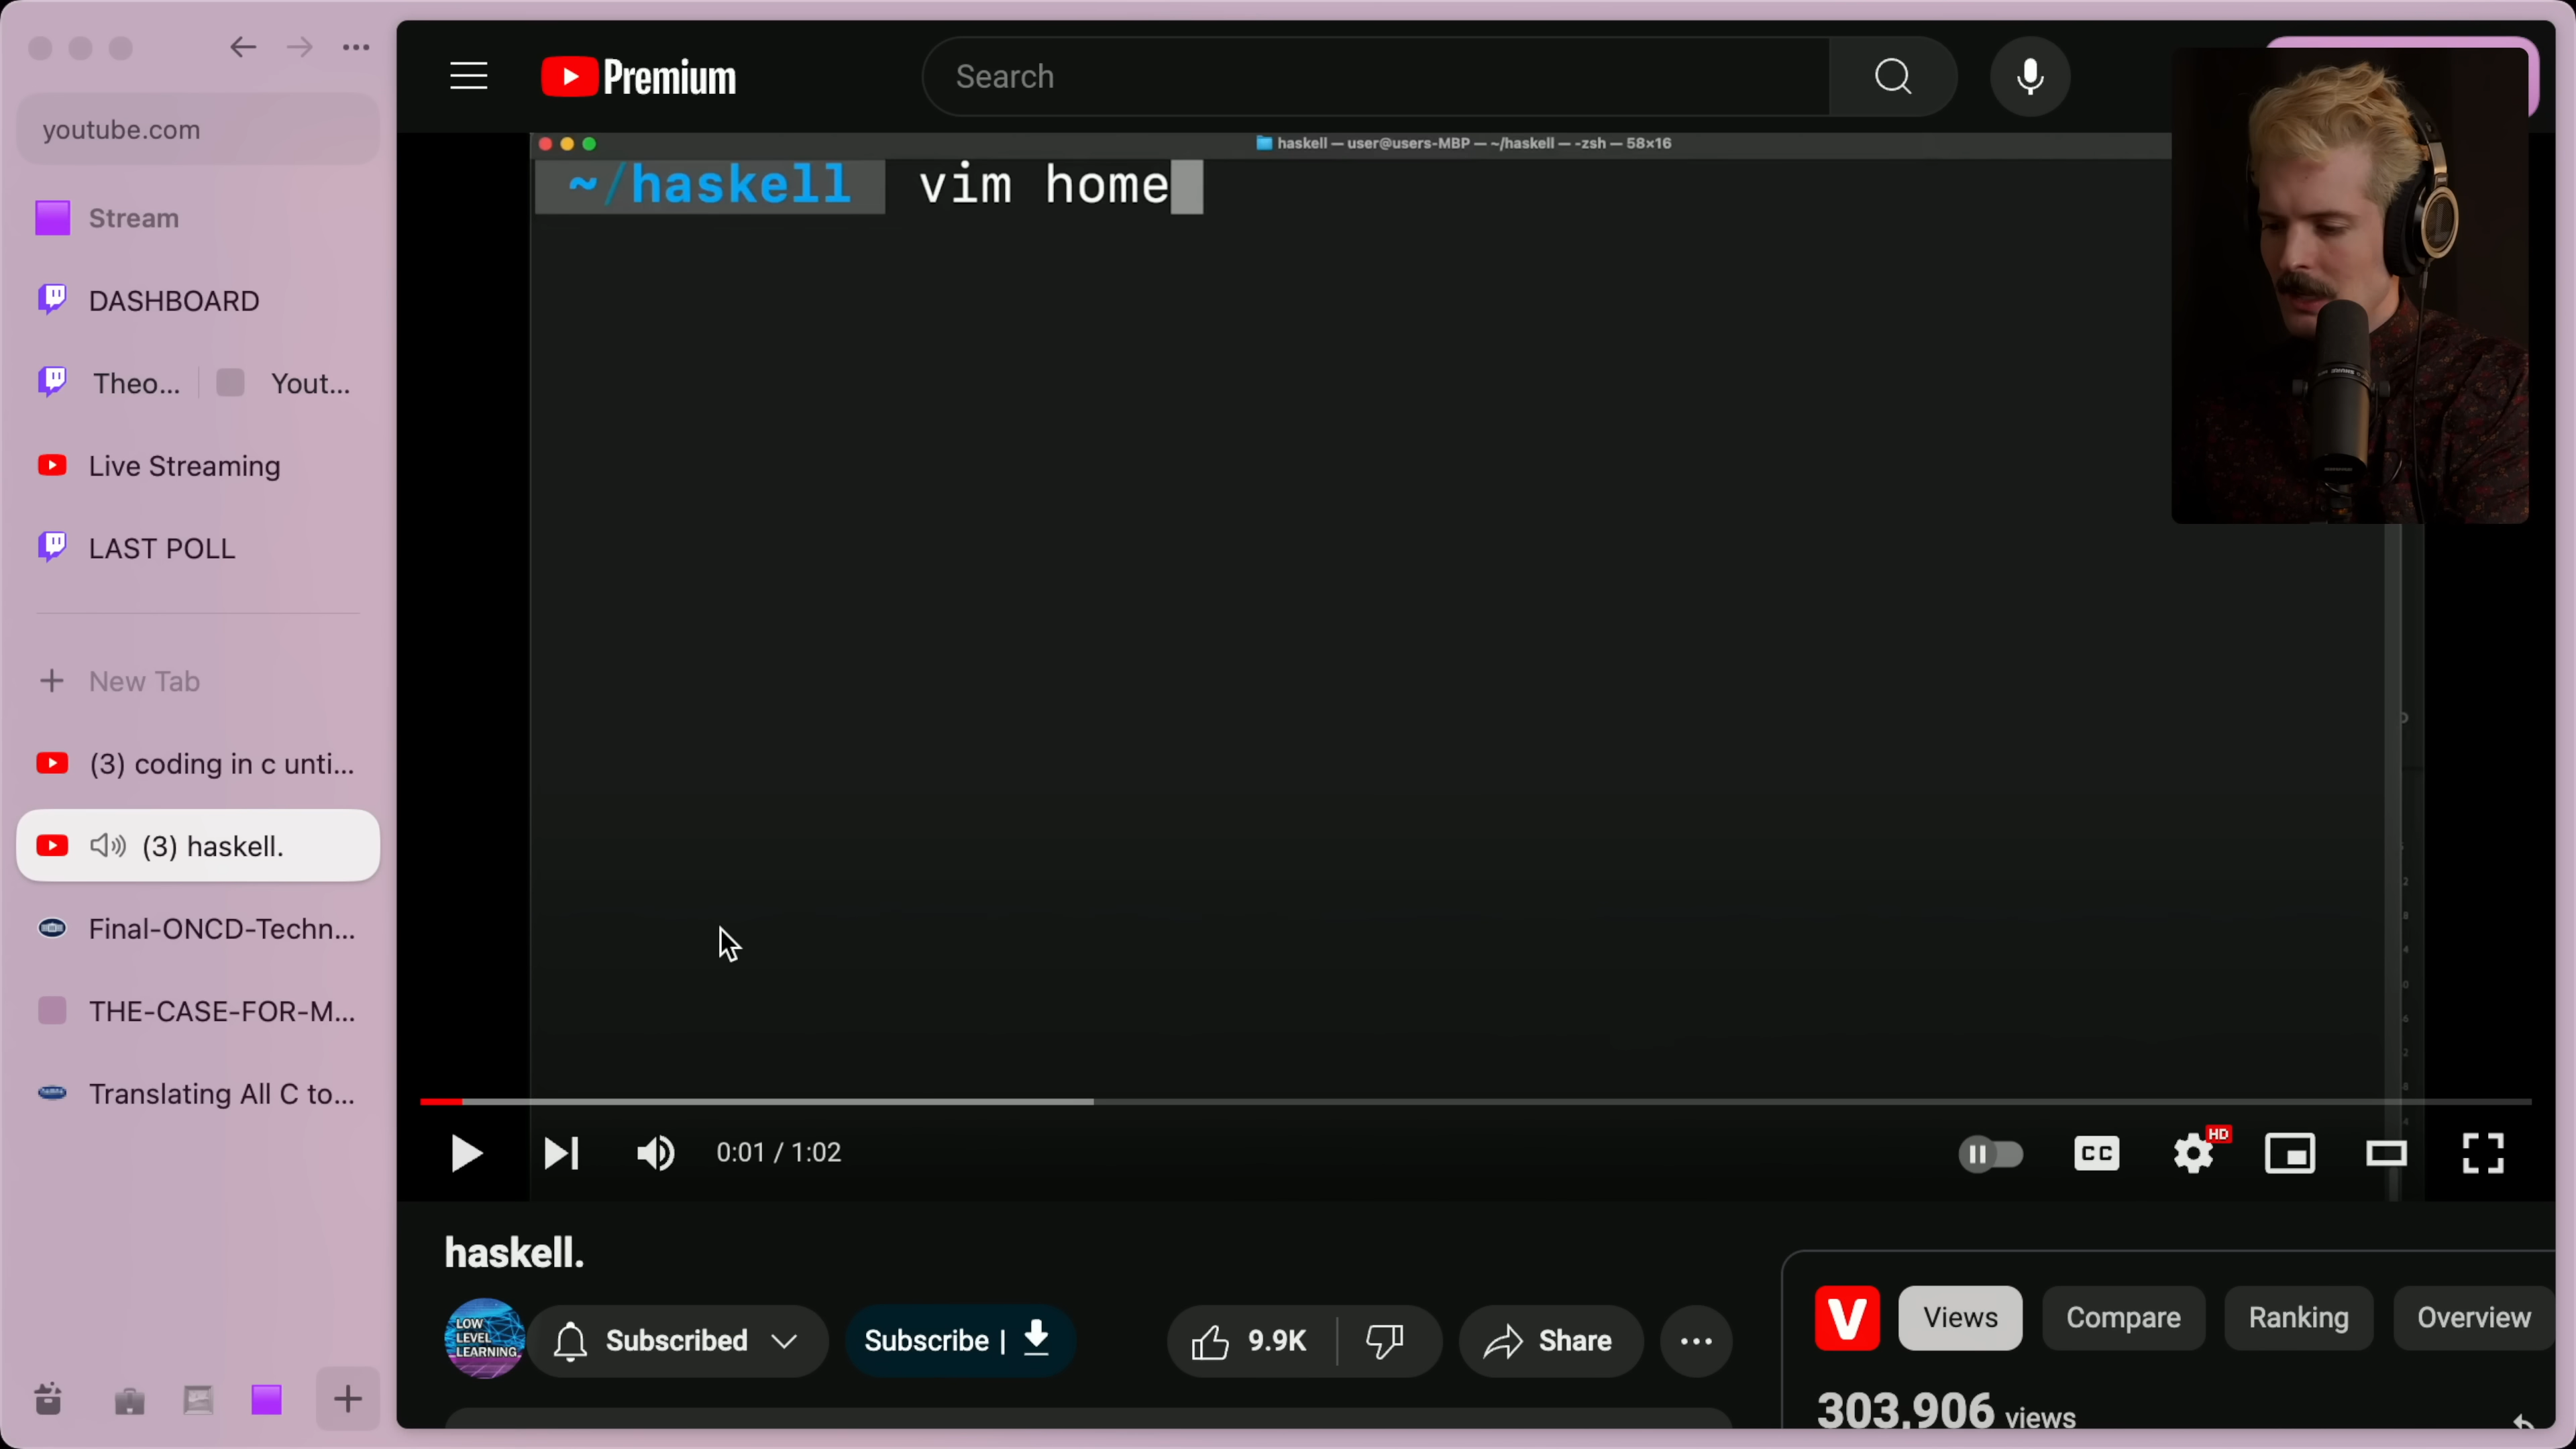 youtube.com
Stream
DASHBOARD
Theo... Yout...
Live Streaming
LAST POLL
New Tab
(3) coding in c unti...
(3) haskell.
Final-ONCD-Techn...
THE-CASE-FOR-M...
Translating All C to...
Premium
Search
haskell — user@users-MBP — ~/haskell — -zsh — 58×16
~/haskell vim home
0:01 / 1:02
CC
HD
haskell.
LOW
LEVEL
LEARNING
Subscribed
Subscribe |
9.9K
Share
V
Views
Compare
Ranking
Overview
303,906 views